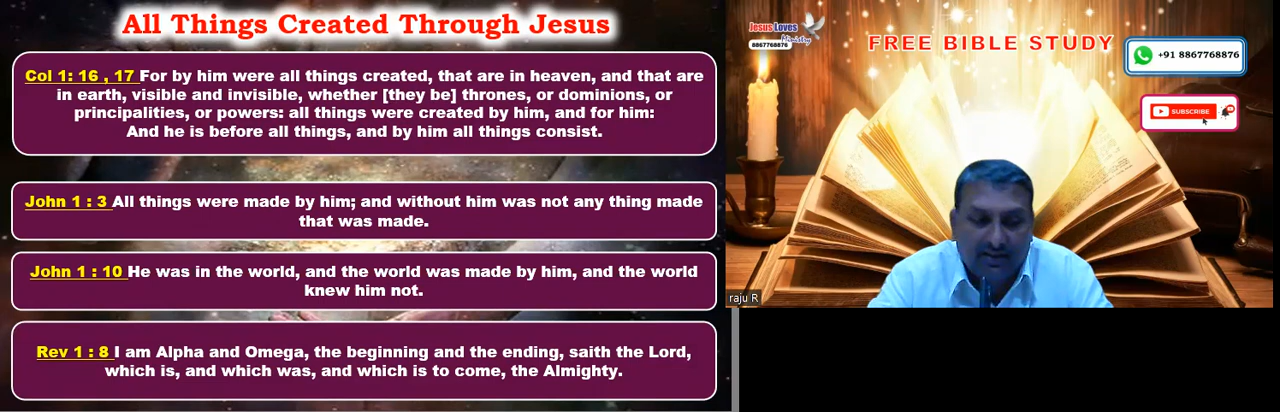 All Things Created Through Jesus
Col 1: 16 , 17 For by him were all things created, that are in heaven, and that are
in earth, visible and invisible, whether [they be] thrones, or dominions, or
principalities, or powers: all things were created by him, and for him:
And he is before all things, and by him all things consist.
John 1 : 3 All things were made by him; and without him was not any thing made
that was made.
John 1 : 10 He was in the world, and the world was made by him, and the world
knew him not.
Rev 1 : 8 I am Alpha and Omega, the beginning and the ending, saith the Lord,
which is, and which was, and which is to come, the Almighty.
Jesus Loves
Ministry
8867768876
FREE BIBLE STUDY
+91 8867768876
SUBSCRIBE
raju R